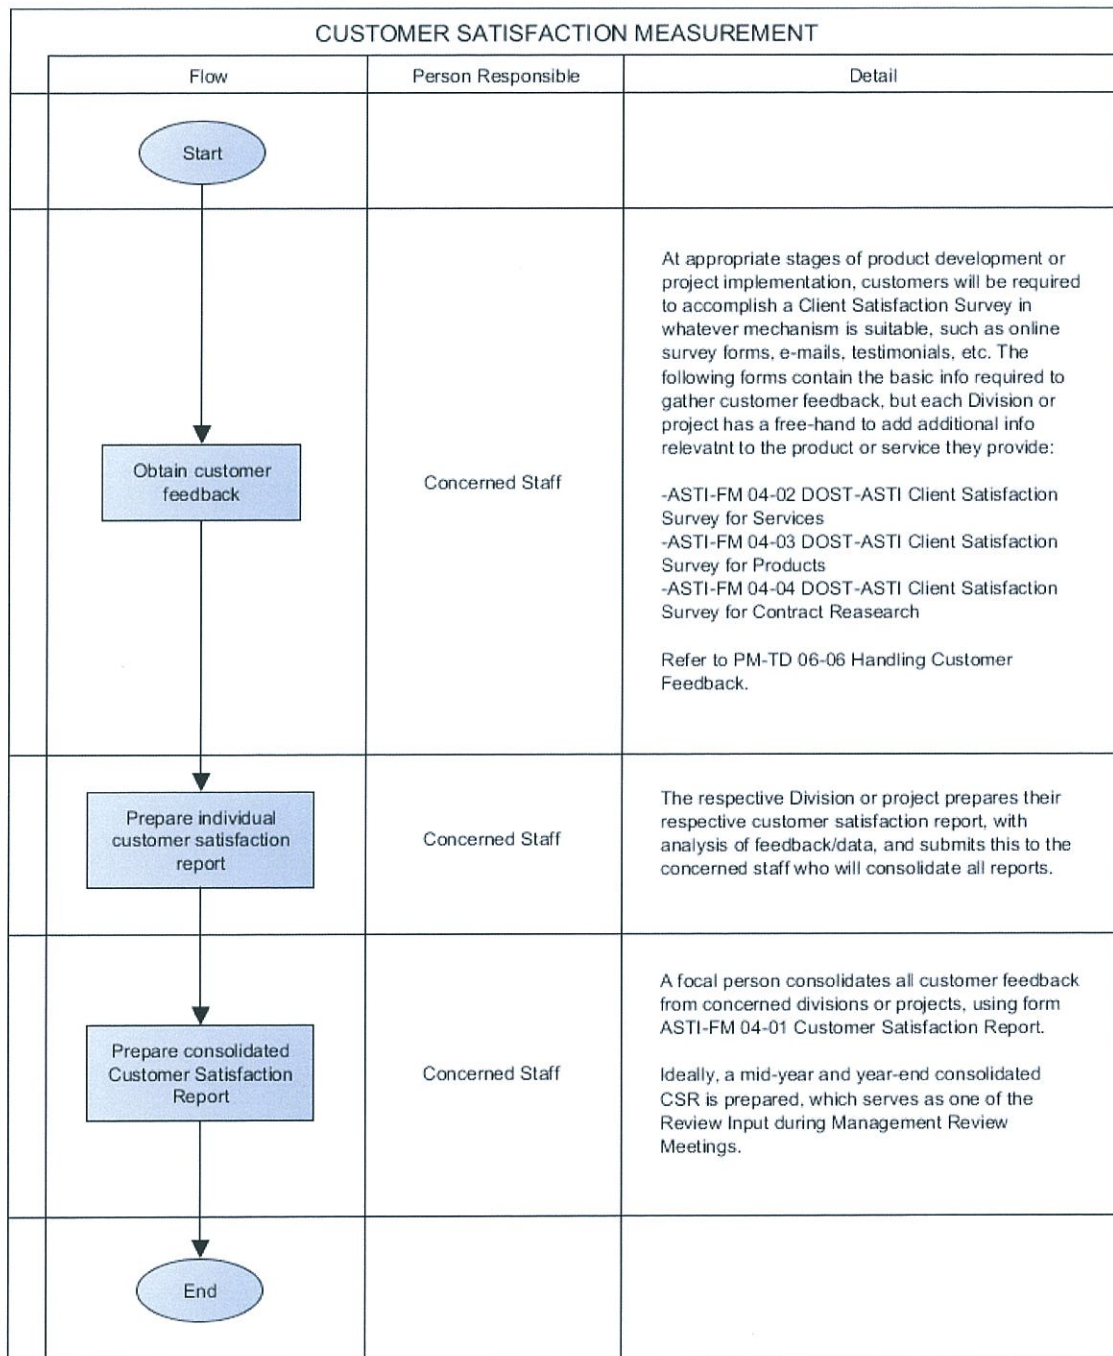 CUSTOMER SATISFACTION MEASUREMENT
Flow
Person Responsible
Detail
Start
Obtain customer
feedback
Concerned Staff
At appropriate stages of product development or
project implementation, customers will be required
to accomplish a Client Satisfaction Survey in
whatever mechanism is suitable, such as online
survey forms, e-mails, testimonials, etc. The
following forms contain the basic info required to
gather customer feedback, but each Division or
project has a free-hand to add additional info
relevatnt to the product or service they provide:
-ASTI-FM 04-02 DOST-ASTI Client Satisfaction
Survey for Services
-ASTI-FM 04-03 DOST-ASTI Client Satisfaction
Survey for Products
-ASTI-FM 04-04 DOST-ASTI Client Satisfaction
Survey for Contract Reasearch
Refer to PM-TD 06-06 Handling Customer
Feedback.
Prepare individual
customer satisfaction
report
Concerned Staff
The respective Division or project prepares their
respective customer satisfaction report, with
analysis of feedback/data, and submits this to the
concerned staff who will consolidate all reports.
Prepare consolidated
Customer Satisfaction
Report
Concerned Staff
A focal person consolidates all customer feedback
from concerned divisions or projects, using form
ASTI-FM 04-01 Customer Satisfaction Report.
Ideally, a mid-year and year-end consolidated
CSR is prepared, which serves as one of the
Review Input during Management Review
Meetings.
End